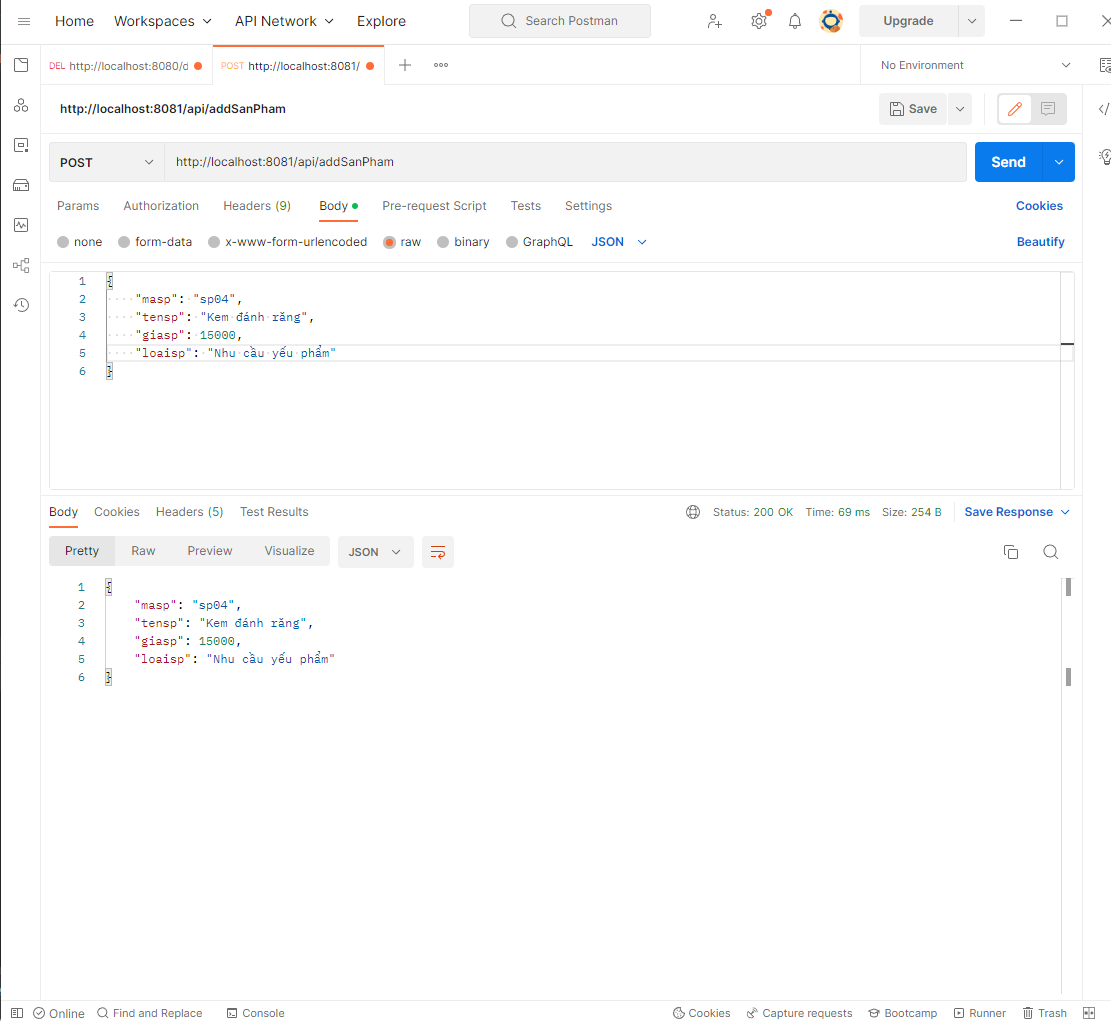 Home Workspaces API Network Explore Search Postman Upgrade
DEL http://localhost:8080/d POST http://localhost:8081/ No Environment
http://localhost:8081/api/addSanPham Save
POST http://localhost:8081/api/addSanPham Send
Params Authorization Headers (9) Body Pre-request Script Tests Settings Cookies
none form-data x-www-form-urlencoded raw binary GraphQL JSON Beautify
1 {
2 "masp": "sp04",
3 "tensp": "Kem đánh răng",
4 "giasp": 15000,
5 "loaisp": "Nhu cầu yếu phẩm"
6 }
Body Cookies Headers (5) Test Results Status: 200 OK Time: 69 ms Size: 254 B Save Response
Pretty Raw Preview Visualize JSON
1 {
2 "masp": "sp04",
3 "tensp": "Kem đánh răng",
4 "giasp": 15000,
5 "loaisp": "Nhu cầu yếu phẩm"
6 }
Online Find and Replace Console Cookies Capture requests Bootcamp Runner Trash